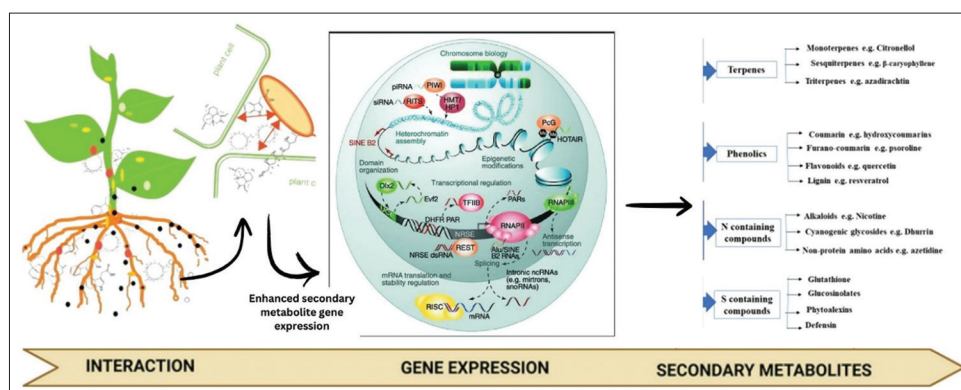 plant cell
plant c
Enhanced secondary
metabolite gene
expression
Chromosome biology
piRNA
PIWI
siRNA
RITS
HMT/
HP1
SINE B2
Heterochromatin
assembly
PcG
HOTAIR
Epigenetic
modifications
Domain
organization
Dlx2
Evf2
Transcriptional regulation
TFIIB
PARs
RNAPIII
DHFR PAR
NRSE
RNAPII
REST
NRSE dsRNA
Alu/SINE
B2 RNAs
Antisense
transcription
Splicing
mRNA translation and
stability regulation
Intronic ncRNAs
(e.g. mirtrons,
snoRNAs)
RISC
mRNA
Terpenes
Monoterpenes e.g. Citronellol
Sesquiterpenes e.g. β-caryophyllene
Triterpenes e.g. azadirachtin
Phenolics
Coumarin e.g. hydroxycoumarins
Furano-coumarin e.g. psoroline
Flavonoids e.g. quercetin
Lignin e.g. resveratrol
N containing
compounds
Alkaloids e.g. Nicotine
Cyanogenic glycosides e.g. Dhurrin
Non-protein amino acids e.g. azetidine
S containing
compounds
Glutathione
Glucosinolates
Phytoalexins
Defensin
INTERACTION
GENE EXPRESSION
SECONDARY METABOLITES